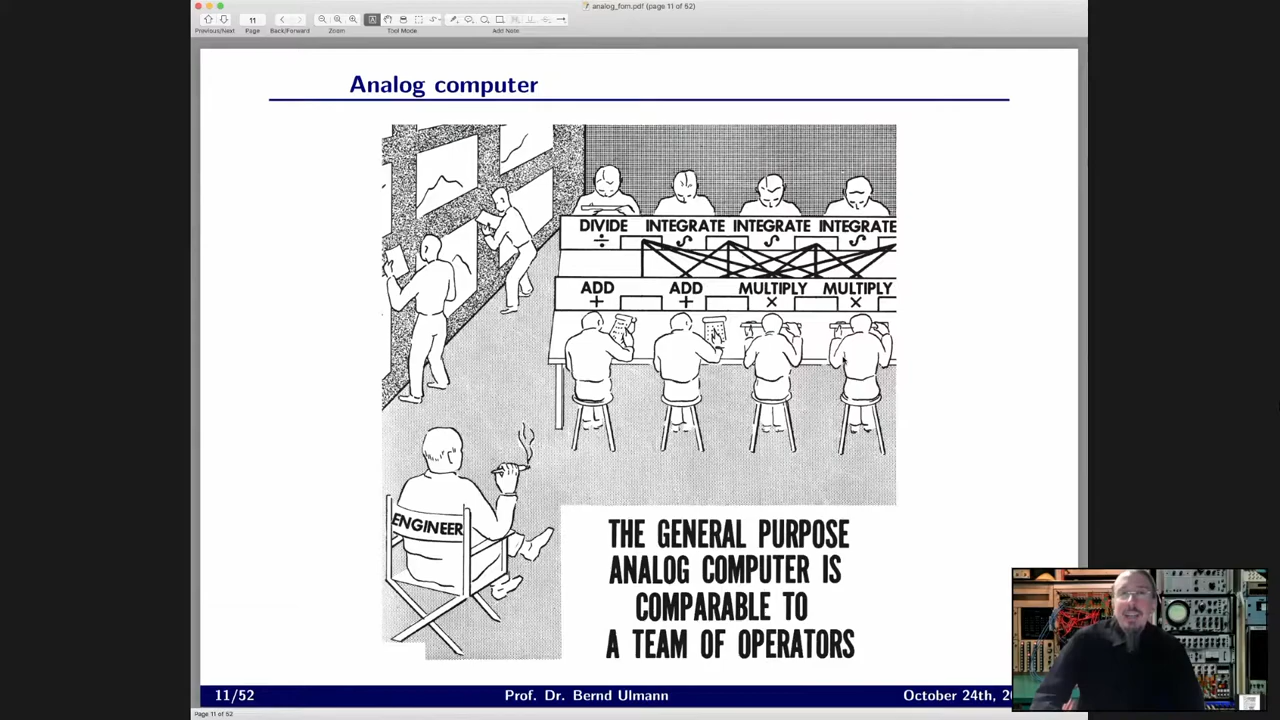 analog_fom.pdf (page 11 of 52)
11
Previous/Next
Page
Back/Forward
Zoom
Tool Mode
Add Note
Analog computer
DIVIDE INTEGRATE INTEGRATE INTEGRATE
÷ ∫ ∫ ∫
ADD ADD MULTIPLY MULTIPLY
+ + × ×
ENGINEER
THE GENERAL PURPOSE
ANALOG COMPUTER IS
COMPARABLE TO
A TEAM OF OPERATORS
11/52
Prof. Dr. Bernd Ulmann
October 24th,
Page 11 of 52